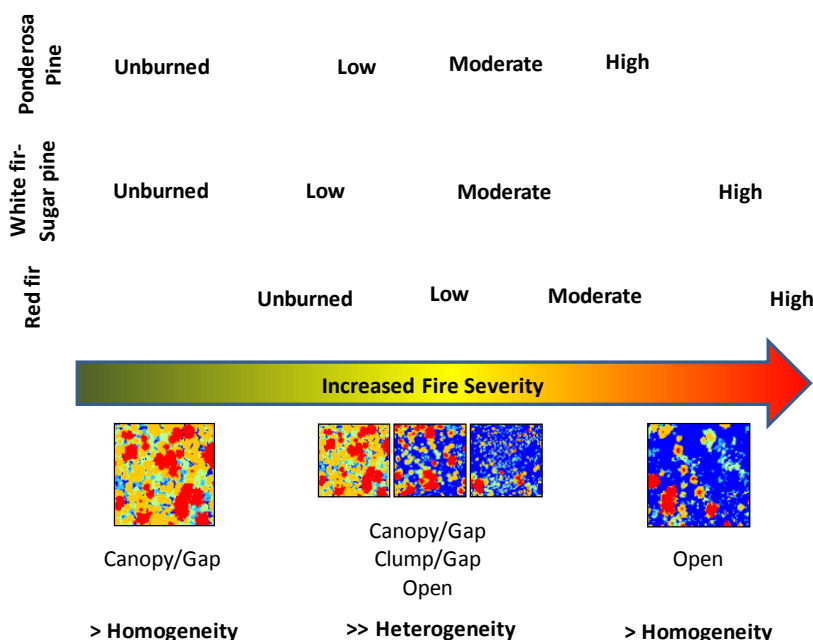 Ponderosa
Pine
Unburned Low Moderate High
White fir-
Sugar pine
Unburned Low Moderate High
Red fir
Unburned Low Moderate High
Increased Fire Severity
Canopy/Gap
Canopy/Gap
Clump/Gap
Open
Open
> Homogeneity >> Heterogeneity > Homogeneity